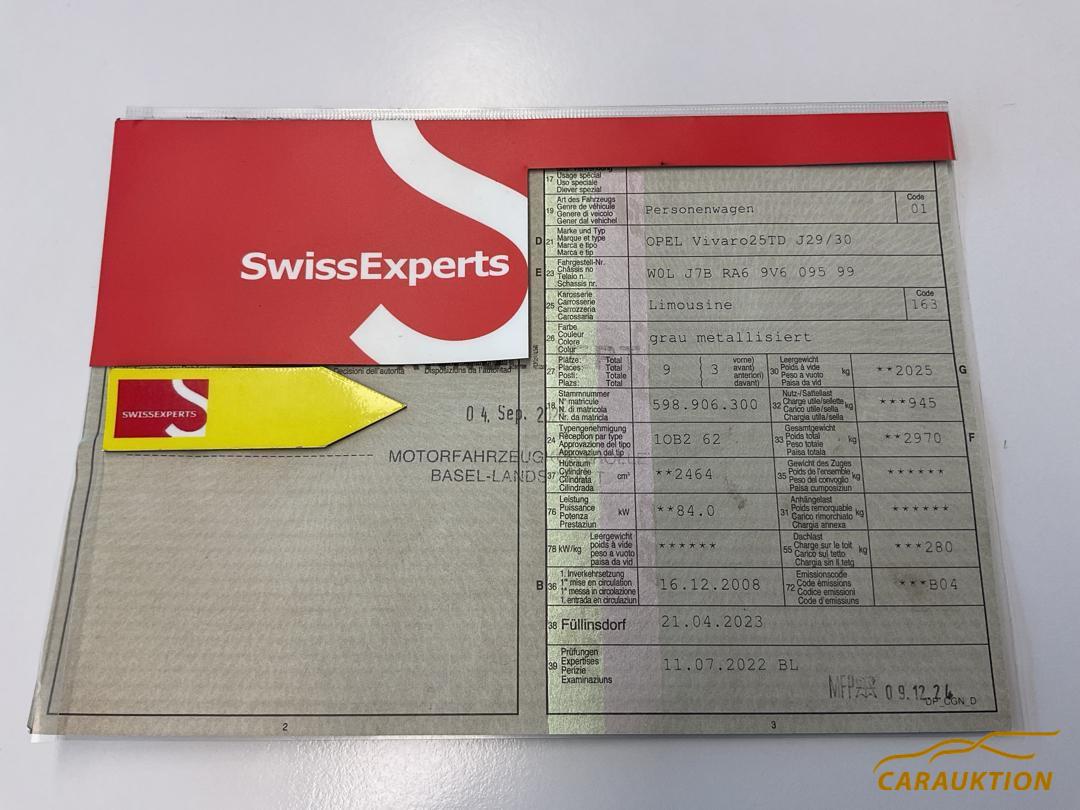 SwissExperts
SWISSEXPERTS
Decisioni dell'autorità Disposiziuns da l'autoritad
04. Sep. 2
MOTORFAHRZEUG
BASEL-LANDS
2
17 Usage spécial
Uso speciale
Diever spezial
19 Art des Fahrzeugs
Genre de véhicule
Genere di veicolo
Gener dal vehichel
Personenwagen
Code
01
D 21 Marke und Typ
Marque et type
Marca e tipo
Marca e tip
OPEL Vivaro25TD J29/30
E 23 Fahrgestell-Nr.
Châssis no
Telaio n.
Schassis nr.
W0L J7B RA6 9V6 095 99
25 Karosserie
Carrosserie
Carrozzeria
Carossaria
Limousine
Code
163
26 Farbe
Couleur
Colore
Colur
grau metallisiert
27 Plätze: Total
Places: Total
Posti: Totale
Plazs: Total
9 ( 3 vorne)
( avant)
anteriori)
davant)
30 Leergewicht
Poids à vide
Peso a vuoto
Paisa da vid
kg
**2025
G
18 Stammnummer
N° matricule
N. di matricola
Nr. da matricla
598.906.300
32 Nutz-/Sattellast
Charge utile/sellette
Carico utile/sella
Chargia utila/sella
kg
***945
24 Typengenehmigung
Réception par type
Approvazione del tipo
Approvaziun dal tip
1OB2 62
33 Gesamtgewicht
Poids total
Peso totale
Paisa totala
kg
**2970
F
37 Hubraum
Cylindrée
Cilindrata
Cilindrada
cm³
**2464
35 Gewicht des Zuges
Poids de l'ensemble
Peso del convoglio
Paisa cumposiziun
kg
******
76 Leistung
Puissance
Potenza
Prestaziun
kW
**84.0
31 Anhängelast
Poids remorquable
Carico rimorchiato
Chargia annexa
kg
******
78 kW/kg Leergewicht
poids à vide
peso a vuoto
paisa da vid
******
55 Dachlast
Charge sur le toit
Carico sul tetto
Chargia sin il tetg
kg
***280
B 36 1. Inverkehrsetzung
1re mise en circulation
1a messa in circolazione
1. entrada en circulaziun
16.12.2008
72 Emissionscode
Code émissions
Codice emissioni
Code d'emissiuns
***B04
38 Füllinsdorf
21.04.2023
39 Prüfungen
Expertises
Perizie
Examinaziuns
11.07.2022 BL
MFP 09.12.24
DP_CGN_D
3
CARAUKTION